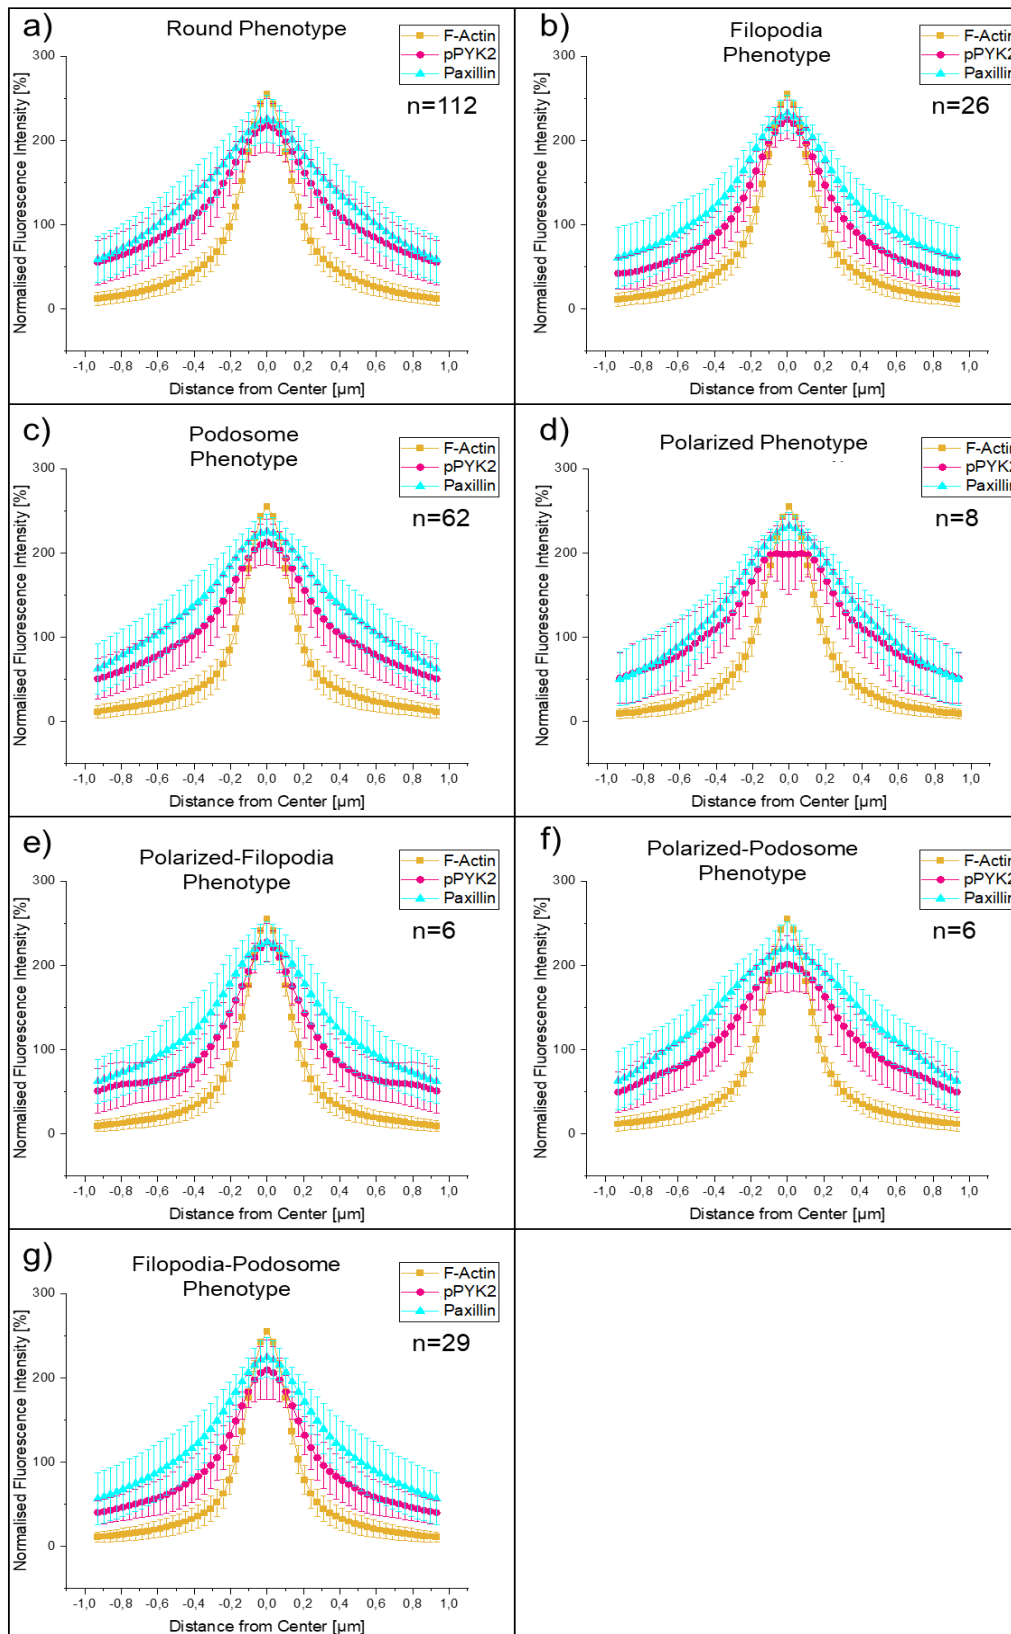 a)
Round Phenotype
F-Actin
pPYK2
Paxillin
n=112
Normalised Fluorescence Intensity [%]
300
200
100
0
-1,0 -0,8 -0,6 -0,4 -0,2 0,0 0,2 0,4 0,6 0,8 1,0
Distance from Center [µm]
b)
Filopodia
Phenotype
F-Actin
pPYK2
Paxillin
n=26
Normalised Fluorescence Intensity [%]
300
200
100
0
-1,0 -0,8 -0,6 -0,4 -0,2 0,0 0,2 0,4 0,6 0,8 1,0
Distance from Center [µm]
c)
Podosome
Phenotype
F-Actin
pPYK2
Paxillin
n=62
Normalised Fluorescence Intensity [%]
300
200
100
0
-1,0 -0,8 -0,6 -0,4 -0,2 0,0 0,2 0,4 0,6 0,8 1,0
Distance from Center [µm]
d)
Polarized Phenotype
F-Actin
pPYK2
Paxillin
n=8
Normalised Fluorescence Intensity [%]
300
200
100
0
-1,0 -0,8 -0,6 -0,4 -0,2 0,0 0,2 0,4 0,6 0,8 1,0
Distance from Center [µm]
e)
Polarized-Filopodia
Phenotype
F-Actin
pPYK2
Paxillin
n=6
Normalised Fluorescence Intensity [%]
300
200
100
0
-1,0 -0,8 -0,6 -0,4 -0,2 0,0 0,2 0,4 0,6 0,8 1,0
Distance from Center [µm]
f)
Polarized-Podosome
Phenotype
F-Actin
pPYK2
Paxillin
n=6
Normalised Fluorescence Intensity [%]
300
200
100
0
-1,0 -0,8 -0,6 -0,4 -0,2 0,0 0,2 0,4 0,6 0,8 1,0
Distance from Center [µm]
g)
Filopodia-Podosome
Phenotype
F-Actin
pPYK2
Paxillin
n=29
Normalised Fluorescence Intensity [%]
300
200
100
0
-1,0 -0,8 -0,6 -0,4 -0,2 0,0 0,2 0,4 0,6 0,8 1,0
Distance from Center [µm]